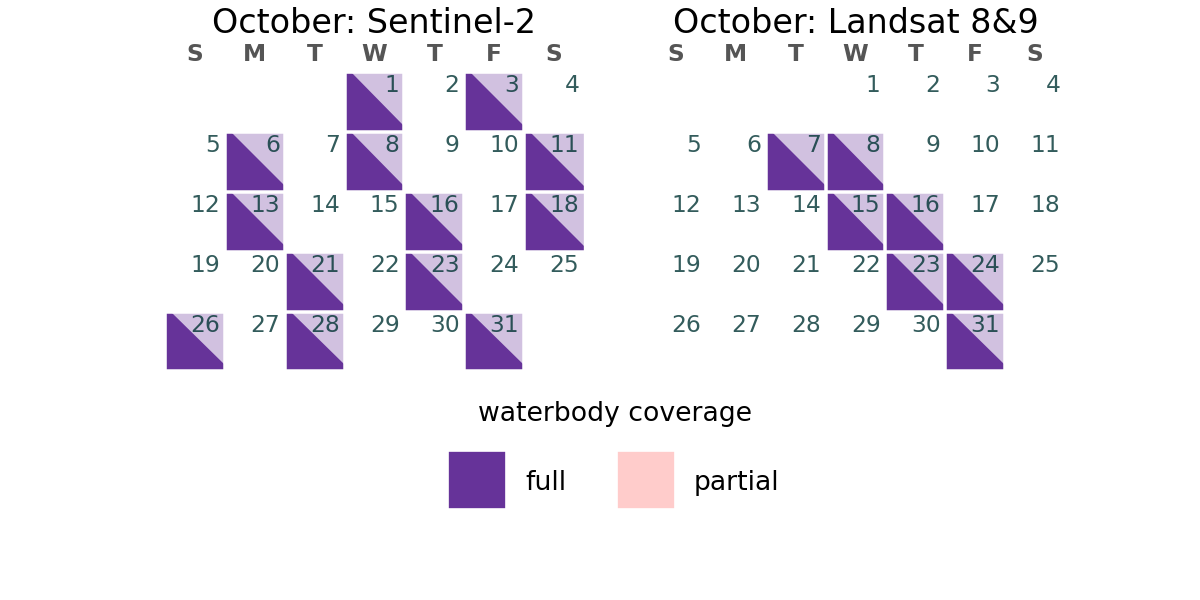 October: Sentinel-2
S M T W T F S
1 2 3 4
5 6 7 8 9 10 11
12 13 14 15 16 17 18
19 20 21 22 23 24 25
26 27 28 29 30 31
October: Landsat 8&9
S M T W T F S
1 2 3 4
5 6 7 8 9 10 11
12 13 14 15 16 17 18
19 20 21 22 23 24 25
26 27 28 29 30 31
waterbody coverage
full partial